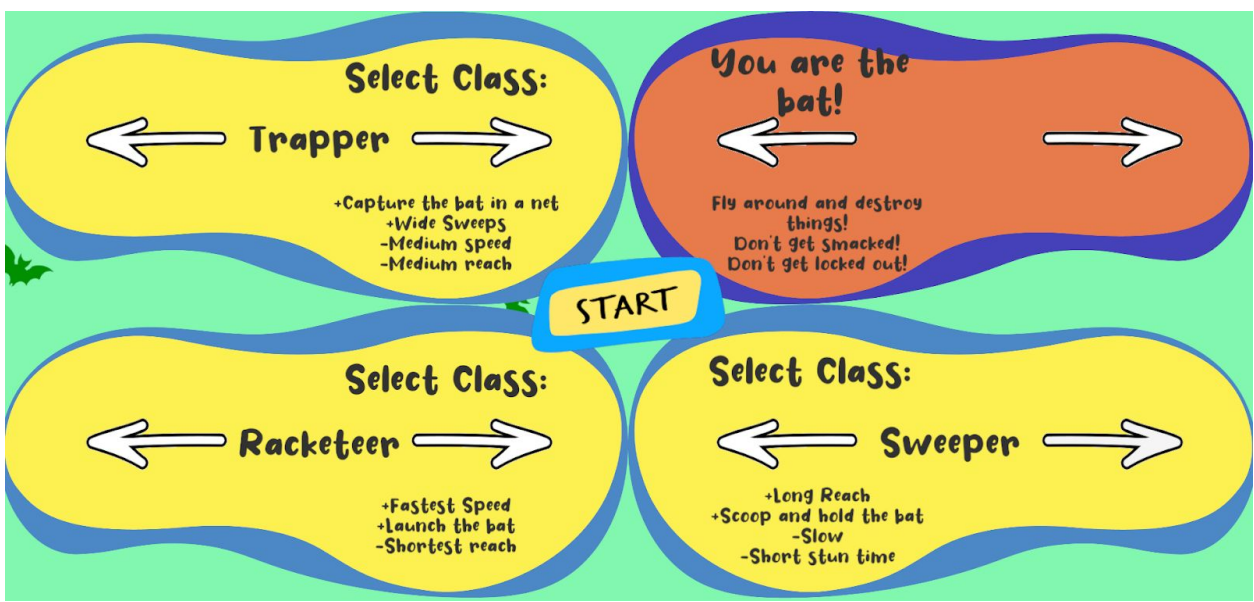 Select Class:
Trapper
+Capture the bat in a net
+Wide Sweeps
-Medium speed
-Medium reach
You are the
bat!
Fly around and destroy
things!
Don't get smacked!
Don't get locked out!
START
Select Class:
Racketeer
+Fastest Speed
+Launch the bat
-Shortest reach
Select Class:
Sweeper
+Long Reach
+Scoop and hold the bat
-Slow
-Short stun time